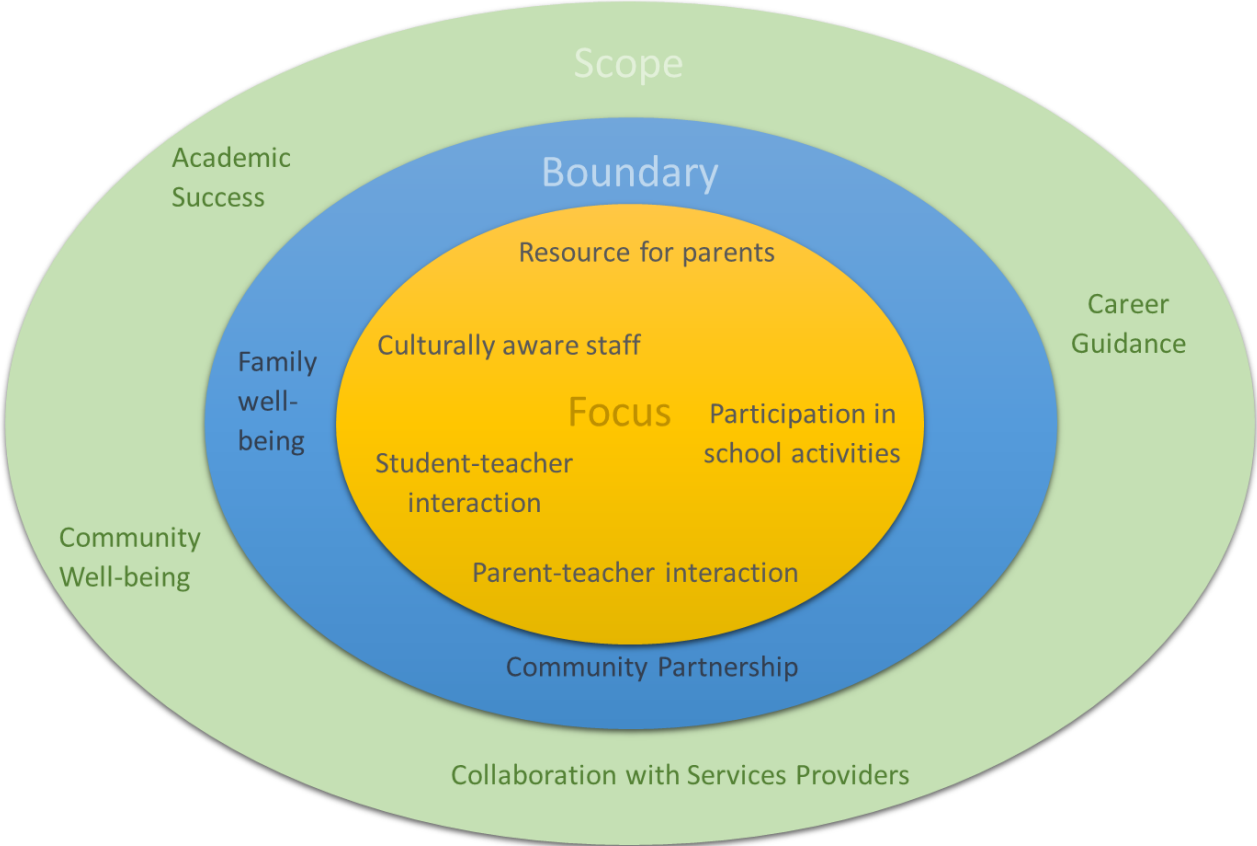 Scope
Academic
Success
Boundary
Resource for parents
Career
Guidance
Culturally aware staff
Family
well-
being
Focus
Participation in
school activities
Student-teacher
interaction
Community
Well-being
Parent-teacher interaction
Community Partnership
Collaboration with Services Providers